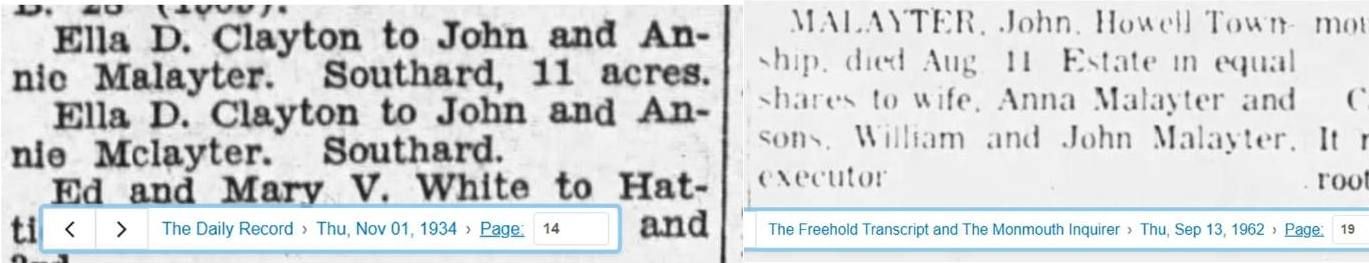 Ella D. Clayton to John and An-
nie Malayter. Southard, 11 acres.
Ella D. Clayton to John and An-
nie Mclayter. Southard.
Ed and Mary V. White to Hat-
ti
and
The Daily Record › Thu, Nov 01, 1934 › Page: 14
MALAYTER, John, Howell Town-
ship, died Aug 11 Estate in equal
shares to wife, Anna Malayter and
sons, William and John Malayter,
executor
It
root
The Freehold Transcript and The Monmouth Inquirer › Thu, Sep 13, 1962 › Page: 19